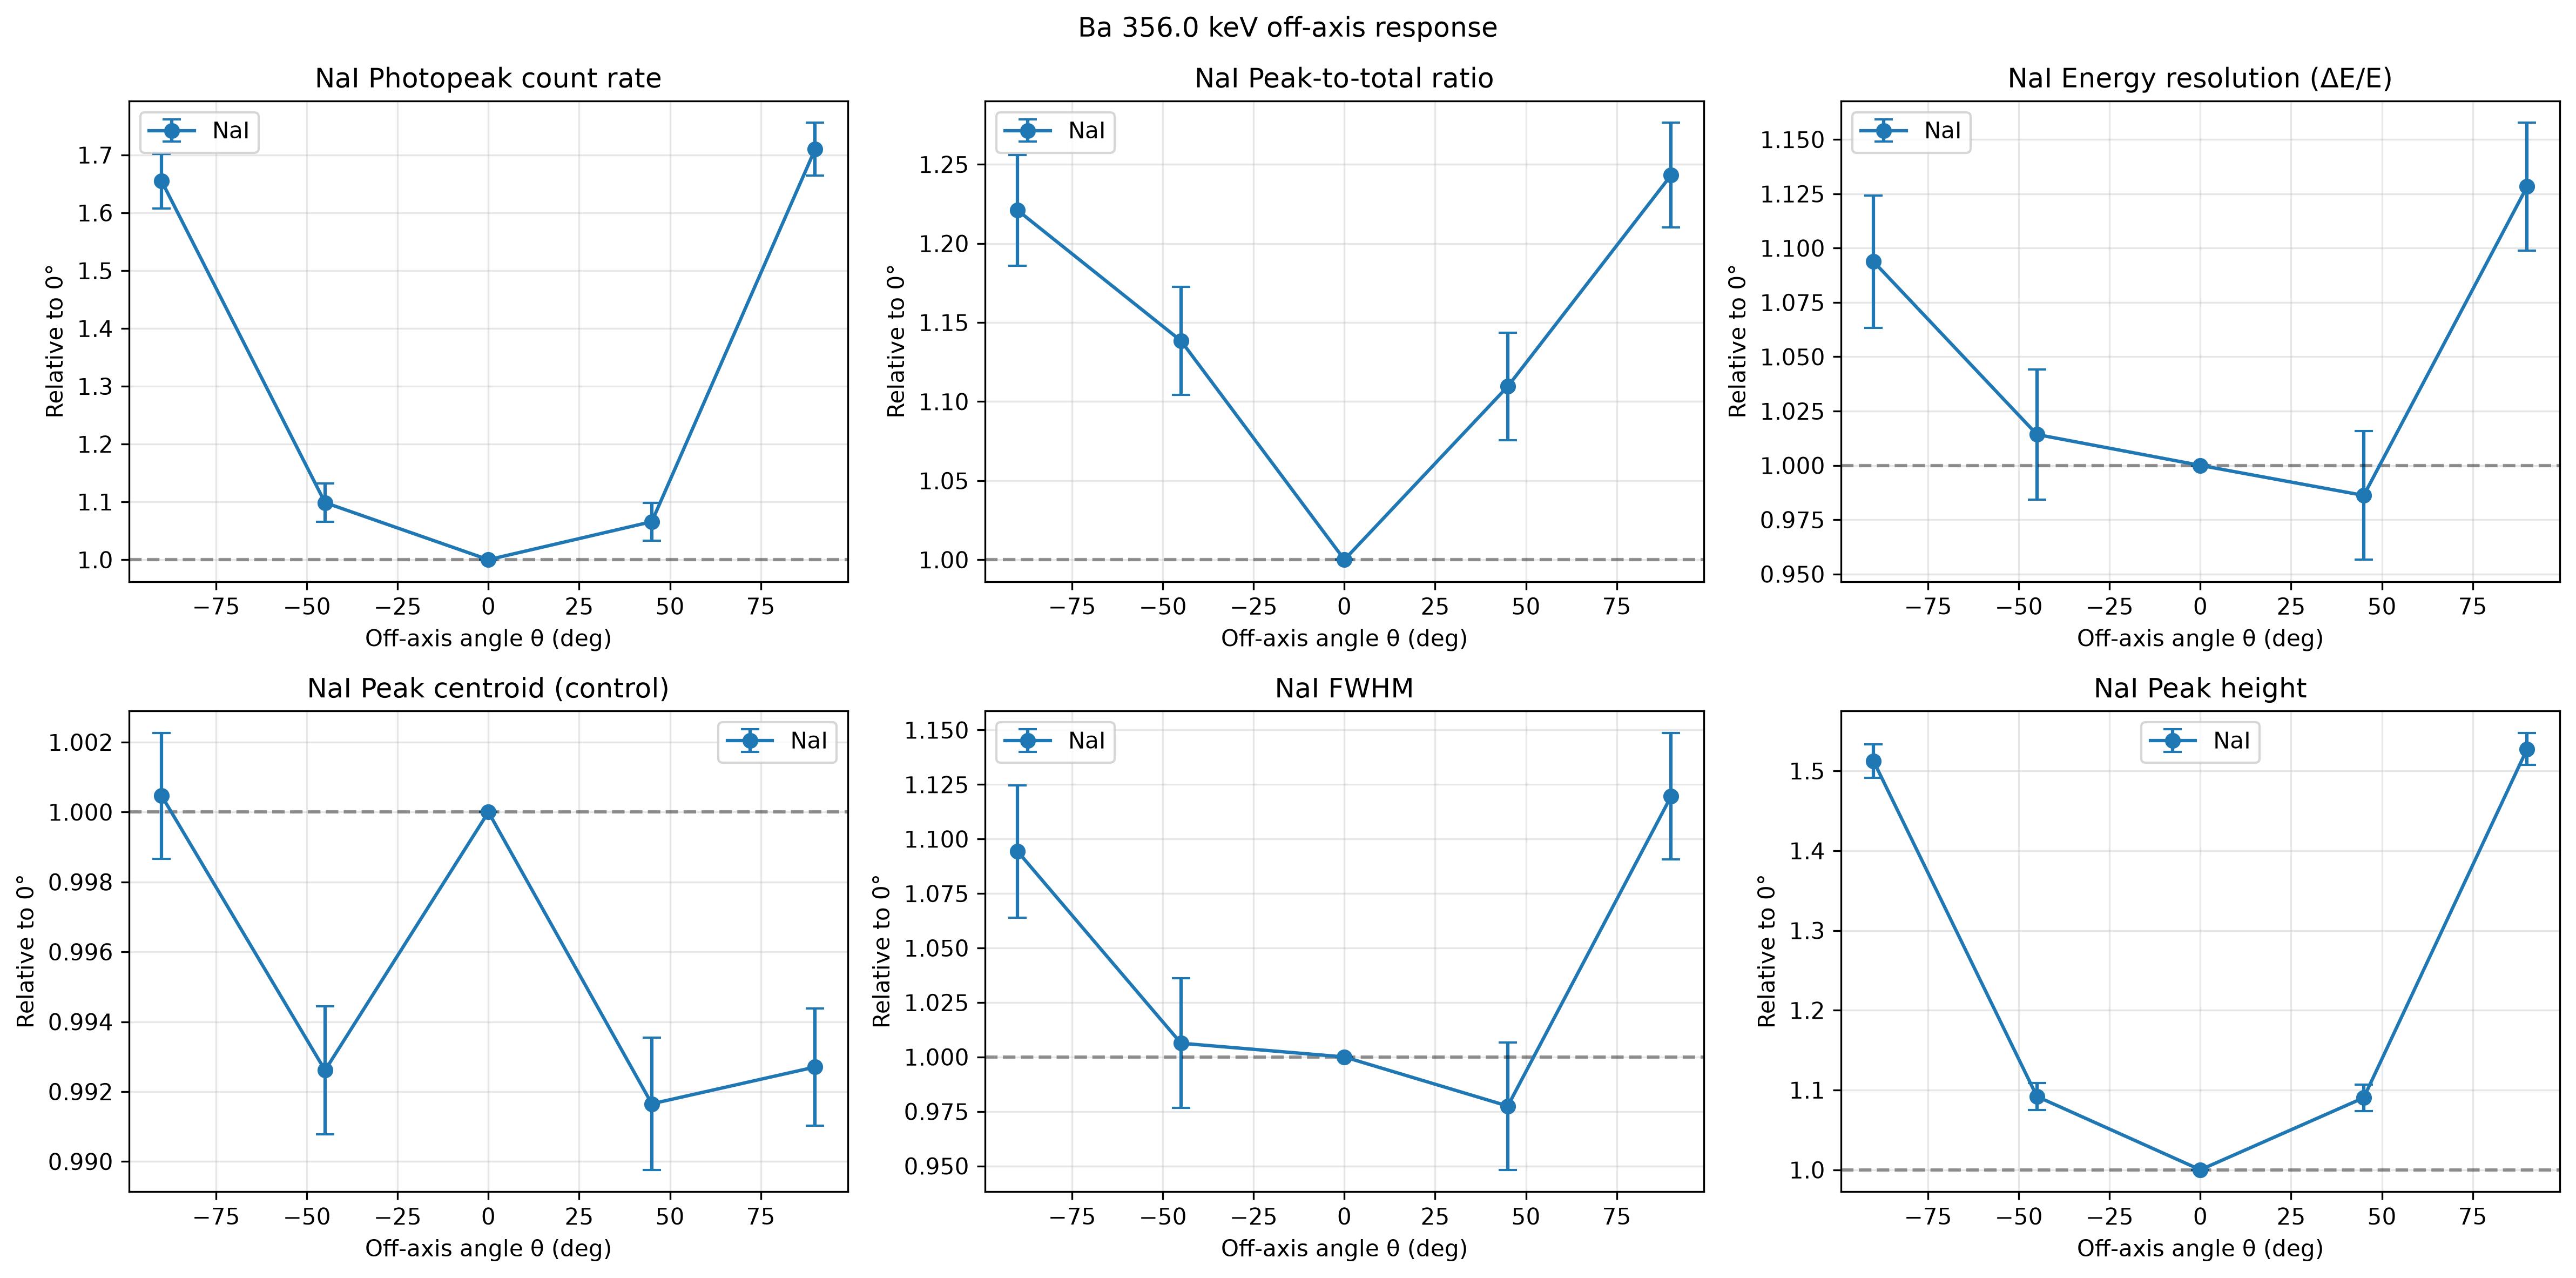 Ba 356.0 keV off-axis response
NaI Photopeak count rate
NaI
1.7
1.6
1.5
1.4
1.3
1.2
1.1
1.0
Relative to 0°
−75 −50 −25 0 25 50 75
Off-axis angle θ (deg)
NaI Peak-to-total ratio
NaI
1.25
1.20
1.15
1.10
1.05
1.00
Relative to 0°
−75 −50 −25 0 25 50 75
Off-axis angle θ (deg)
NaI Energy resolution (ΔE/E)
NaI
1.150
1.125
1.100
1.075
1.050
1.025
1.000
0.975
0.950
Relative to 0°
−75 −50 −25 0 25 50 75
Off-axis angle θ (deg)
NaI Peak centroid (control)
NaI
1.002
1.000
0.998
0.996
0.994
0.992
0.990
Relative to 0°
−75 −50 −25 0 25 50 75
Off-axis angle θ (deg)
NaI FWHM
NaI
1.150
1.125
1.100
1.075
1.050
1.025
1.000
0.975
0.950
Relative to 0°
−75 −50 −25 0 25 50 75
Off-axis angle θ (deg)
NaI Peak height
NaI
1.5
1.4
1.3
1.2
1.1
1.0
Relative to 0°
−75 −50 −25 0 25 50 75
Off-axis angle θ (deg)